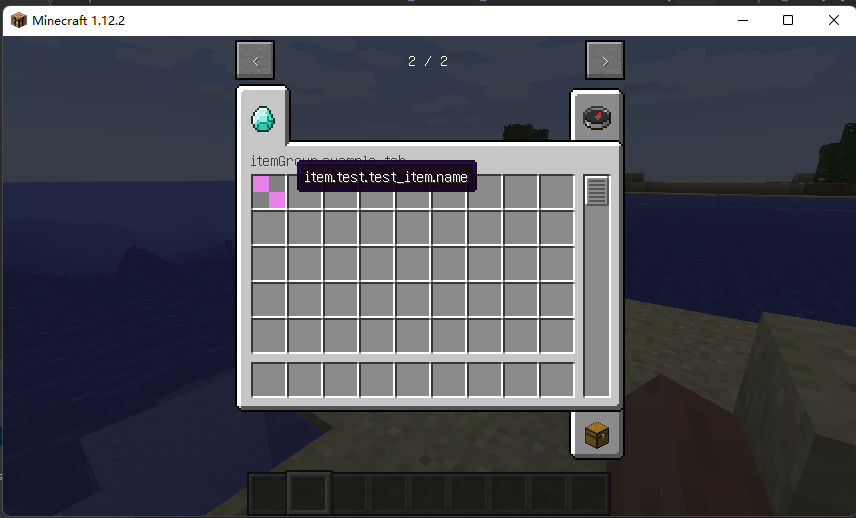 Minecraft 1.12.2
< 2 / 2 >
itemGroup.example_tab
item.test.test_item.name